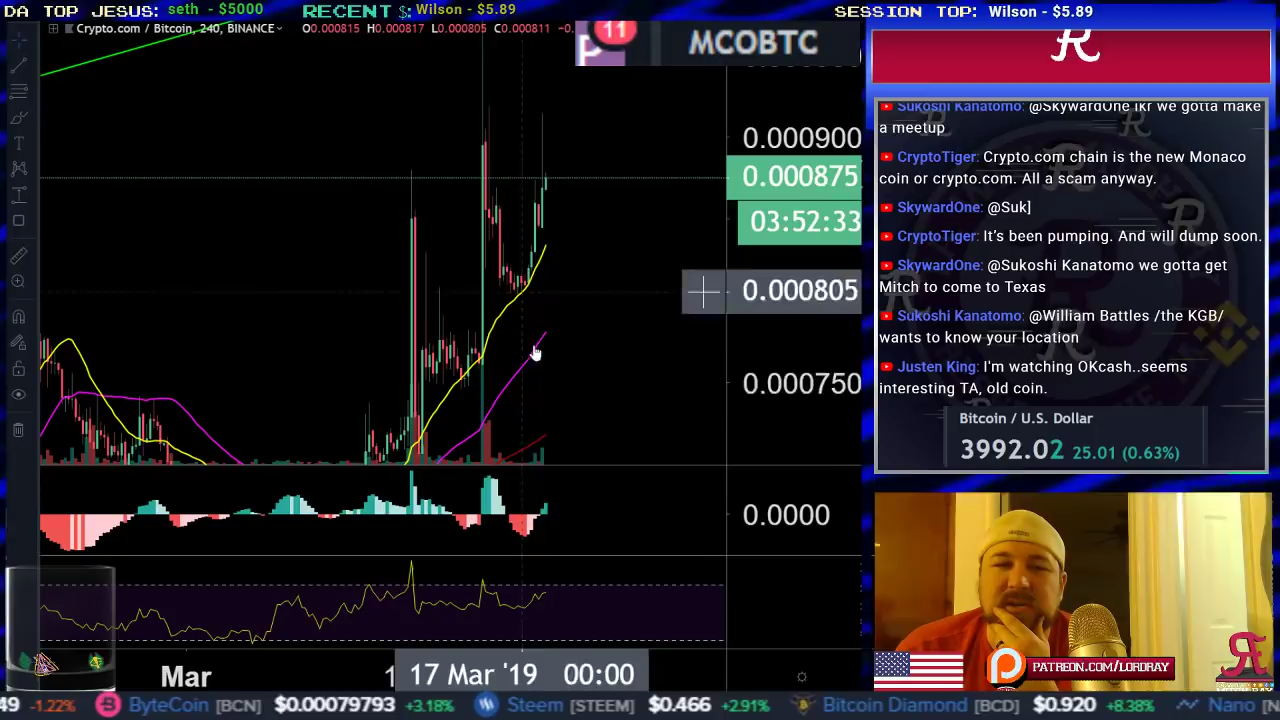 DA TOP JESUS: seth - $5000
RECENT $: Wilson - $5.89
SESSION TOP: Wilson - $5.89
Crypto.com / Bitcoin, 240, BINANCE
O0.000815 H0.000817 L0.000805 C0.000811 -0.
11
MCOBTC
0.000900
0.000875
03:52:33
0.000805
0.000750
0.0000
Mar
1
17 Mar '19 00:00
Sukoshi Kanatomo: @SkywardOne ikr we gotta make
a meetup
CryptoTiger: Crypto.com chain is the new Monaco
coin or crypto.com. All a scam anyway.
SkywardOne: @Suk]
CryptoTiger: It's been pumping. And will dump soon.
SkywardOne: @Sukoshi Kanatomo we gotta get
Mitch to come to Texas
Sukoshi Kanatomo: @William Battles /the KGB/
wants to know your location
Justen King: I'm watching OKcash..seems
interesting TA, old coin.
Bitcoin / U.S. Dollar
3992.02 25.01 (0.63%)
PATREON.COM/LORDRAY
49 -1.22% ByteCoin [BCN] $0.00079793 +3.18% Steem [STEEM] $0.466 +2.91% Bitcoin Diamond [BCD] $0.920 +8.38% Nano [N